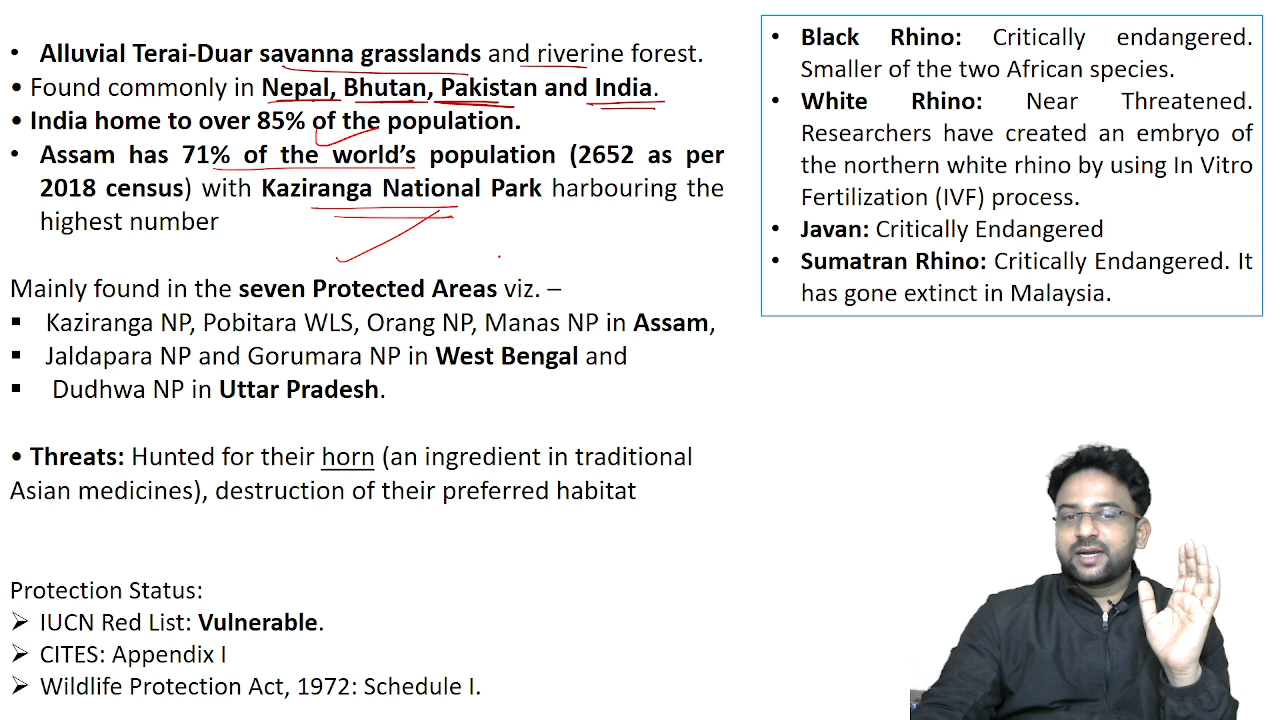 • Alluvial Terai-Duar savanna grasslands and riverine forest.
• Found commonly in Nepal, Bhutan, Pakistan and India.
• India home to over 85% of the population.
• Assam has 71% of the world's population (2652 as per
2018 census) with Kaziranga National Park harbouring the
highest number
Mainly found in the seven Protected Areas viz. –
▪ Kaziranga NP, Pobitara WLS, Orang NP, Manas NP in Assam,
▪ Jaldapara NP and Gorumara NP in West Bengal and
▪ Dudhwa NP in Uttar Pradesh.
• Threats: Hunted for their horn (an ingredient in traditional
Asian medicines), destruction of their preferred habitat
Protection Status:
➢ IUCN Red List: Vulnerable.
➢ CITES: Appendix I
➢ Wildlife Protection Act, 1972: Schedule I.
• Black Rhino: Critically endangered.
Smaller of the two African species.
• White Rhino: Near Threatened.
Researchers have created an embryo of
the northern white rhino by using In Vitro
Fertilization (IVF) process.
• Javan: Critically Endangered
• Sumatran Rhino: Critically Endangered. It
has gone extinct in Malaysia.